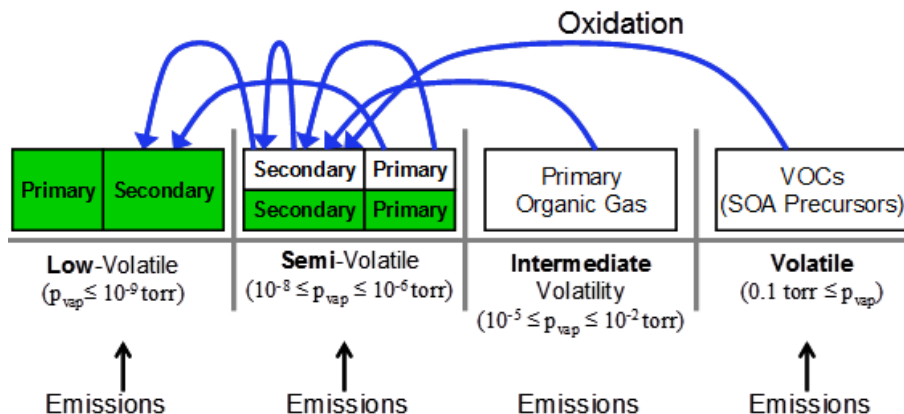 Oxidation
Primary
Secondary
Secondary
Primary
Secondary
Primary
Primary
Organic Gas
VOCs
(SOA Precursors)
Low-Volatile
(p_vap ≤ 10⁻⁹ torr)
Semi-Volatile
(10⁻⁸ ≤ p_vap ≤ 10⁻⁶ torr)
Intermediate
Volatility
(10⁻⁵ ≤ p_vap ≤ 10⁻² torr)
Volatile
(0.1 torr ≤ p_vap)
Emissions
Emissions
Emissions
Emissions